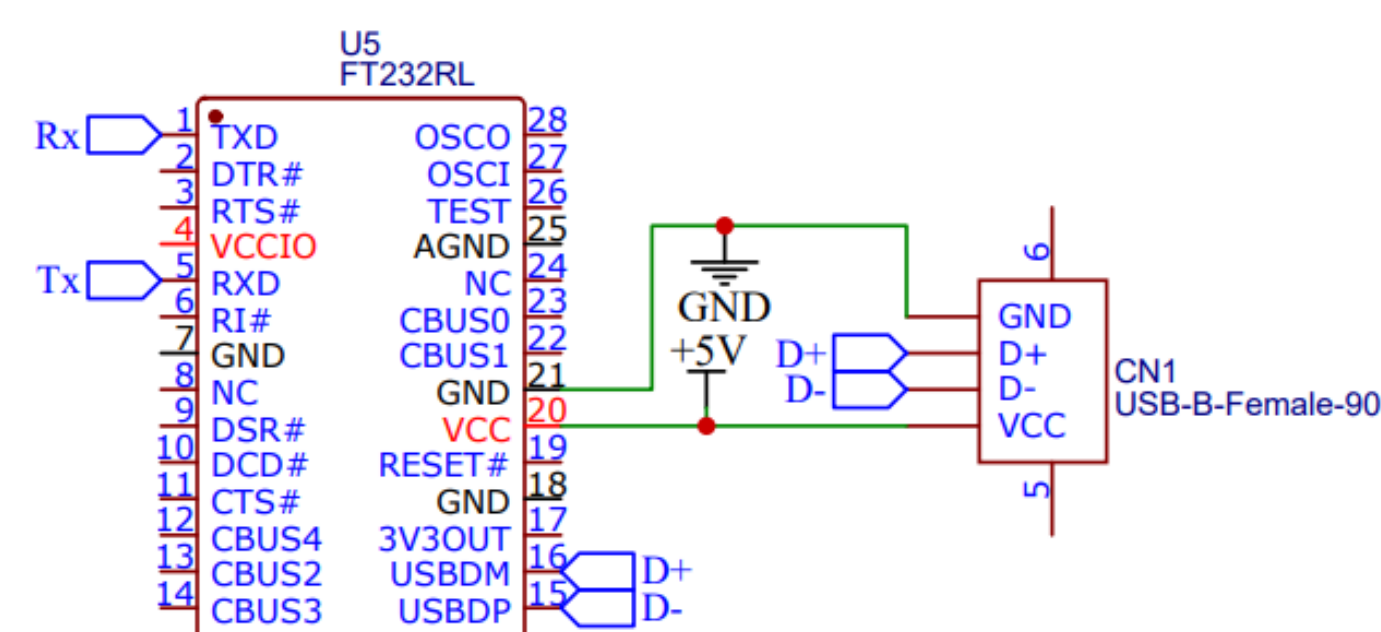 U5
FT232RL
Rx
1 TXD OSCO 28
2 DTR# OSCI 27
3 RTS# TEST 26
4 VCCIO AGND 25
Tx
5 RXD NC 24
6 RI# CBUS0 23
7 GND CBUS1 22
8 NC GND 21
9 DSR# VCC 20
10 DCD# RESET# 19
11 CTS# GND 18
12 CBUS4 3V3OUT 17
13 CBUS2 USBDM 16 D+
14 CBUS3 USBDP 15 D-
GND
+5V
6
GND
D+ D+
D- D-
VCC
5
CN1
USB-B-Female-90